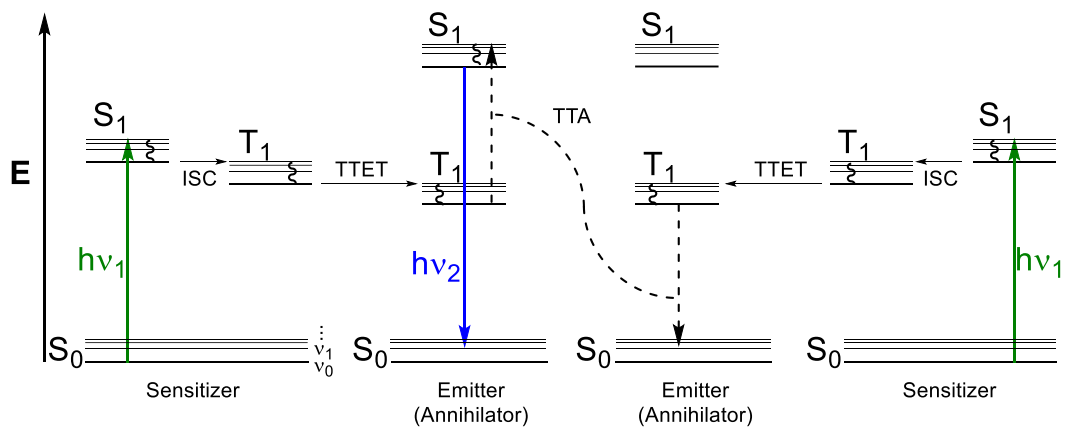 S1 S1
S1 S1
T1 T1
TTA
E
ISC TTET T1 T1 TTET ISC
hν1 hν2 hν1
S0 ⋮ S0 S0 S0
ν1
ν0
Sensitizer Emitter Emitter Sensitizer
(Annihilator) (Annihilator)